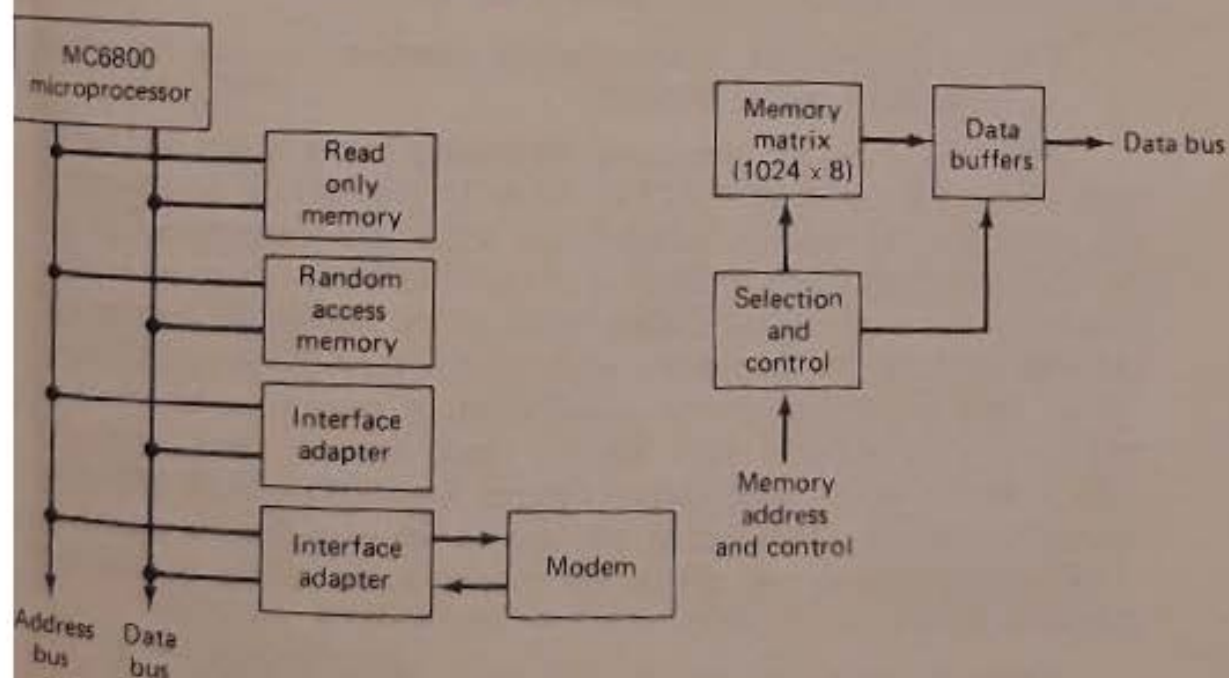 MC6800
microprocessor
Read
only
memory
Random
access
memory
Interface
adapter
Interface
adapter
Modem
Address
bus
Data
bus
Memory
matrix
(1024 x 8)
Data
buffers
Data bus
Selection
and
control
Memory
address
and control